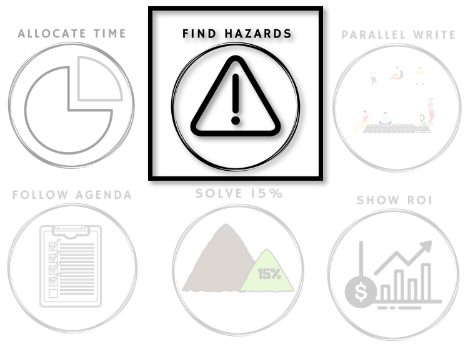 ALLOCATE TIME
FIND HAZARDS
PARALLEL WRITE
FOLLOW AGENDA
SOLVE 15%
SHOW ROI
15%
$